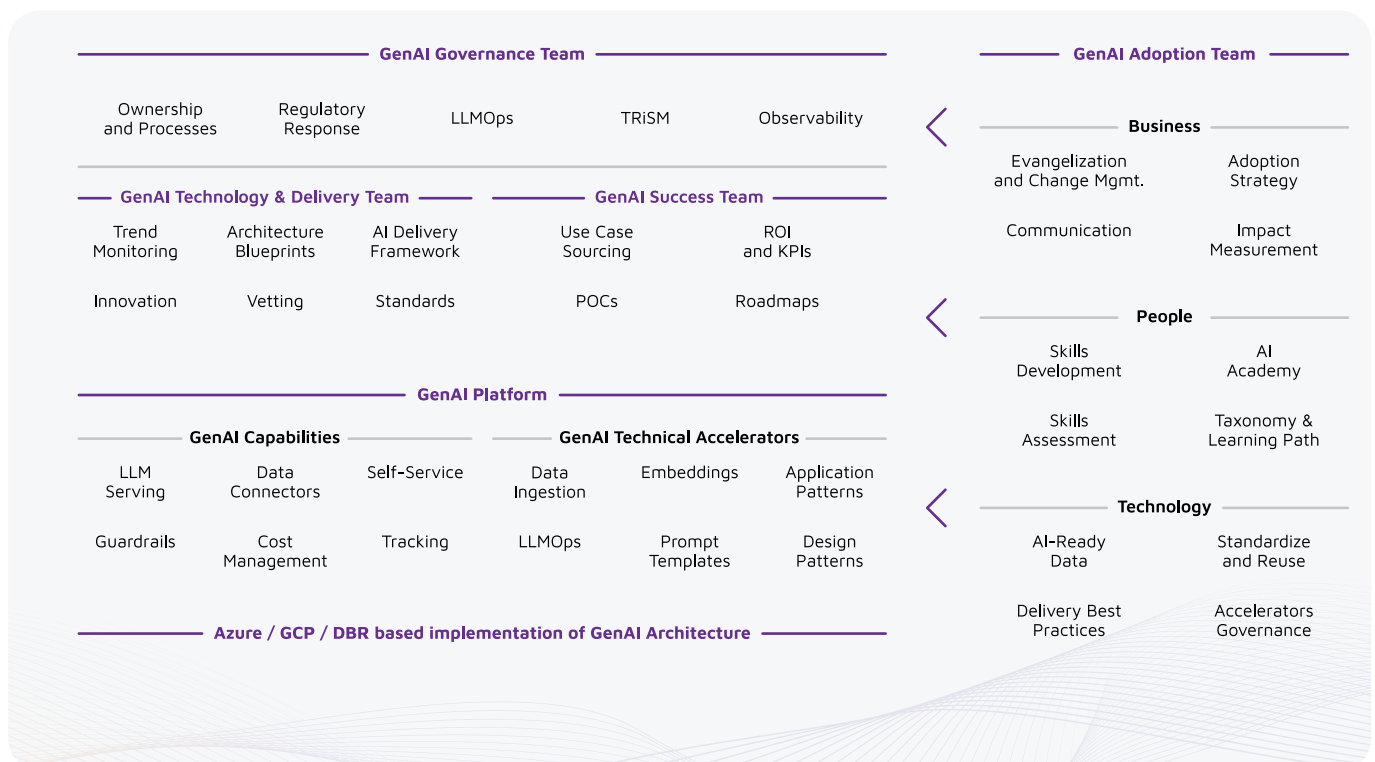 GenAI Governance Team
Ownership
and Processes
Regulatory
Response
LLMOps
TRiSM
Observability
GenAI Technology & Delivery Team
Trend
Monitoring
Architecture
Blueprints
AI Delivery
Framework
Innovation
Vetting
Standards
GenAI Success Team
Use Case
Sourcing
ROI
and KPIs
POCs
Roadmaps
GenAI Platform
GenAI Capabilities
LLM
Serving
Data
Connectors
Self-Service
Guardrails
Cost
Management
Tracking
GenAI Technical Accelerators
Data
Ingestion
Embeddings
Application
Patterns
LLMOps
Prompt
Templates
Design
Patterns
Azure / GCP / DBR based implementation of GenAI Architecture
GenAI Adoption Team
Business
Evangelization
and Change Mgmt.
Adoption
Strategy
Communication
Impact
Measurement
People
Skills
Development
AI
Academy
Skills
Assessment
Taxonomy &
Learning Path
Technology
AI-Ready
Data
Standardize
and Reuse
Delivery Best
Practices
Accelerators
Governance